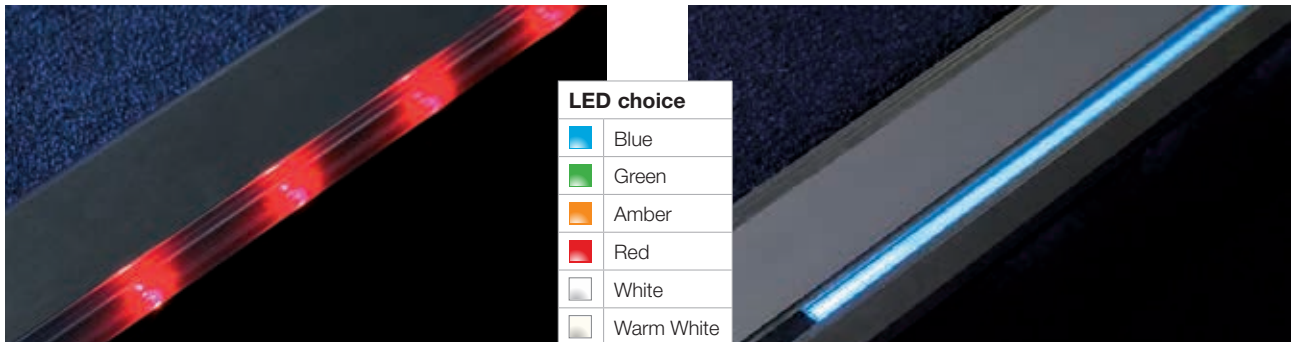 LED choice
Blue
Green
Amber
Red
White
Warm White